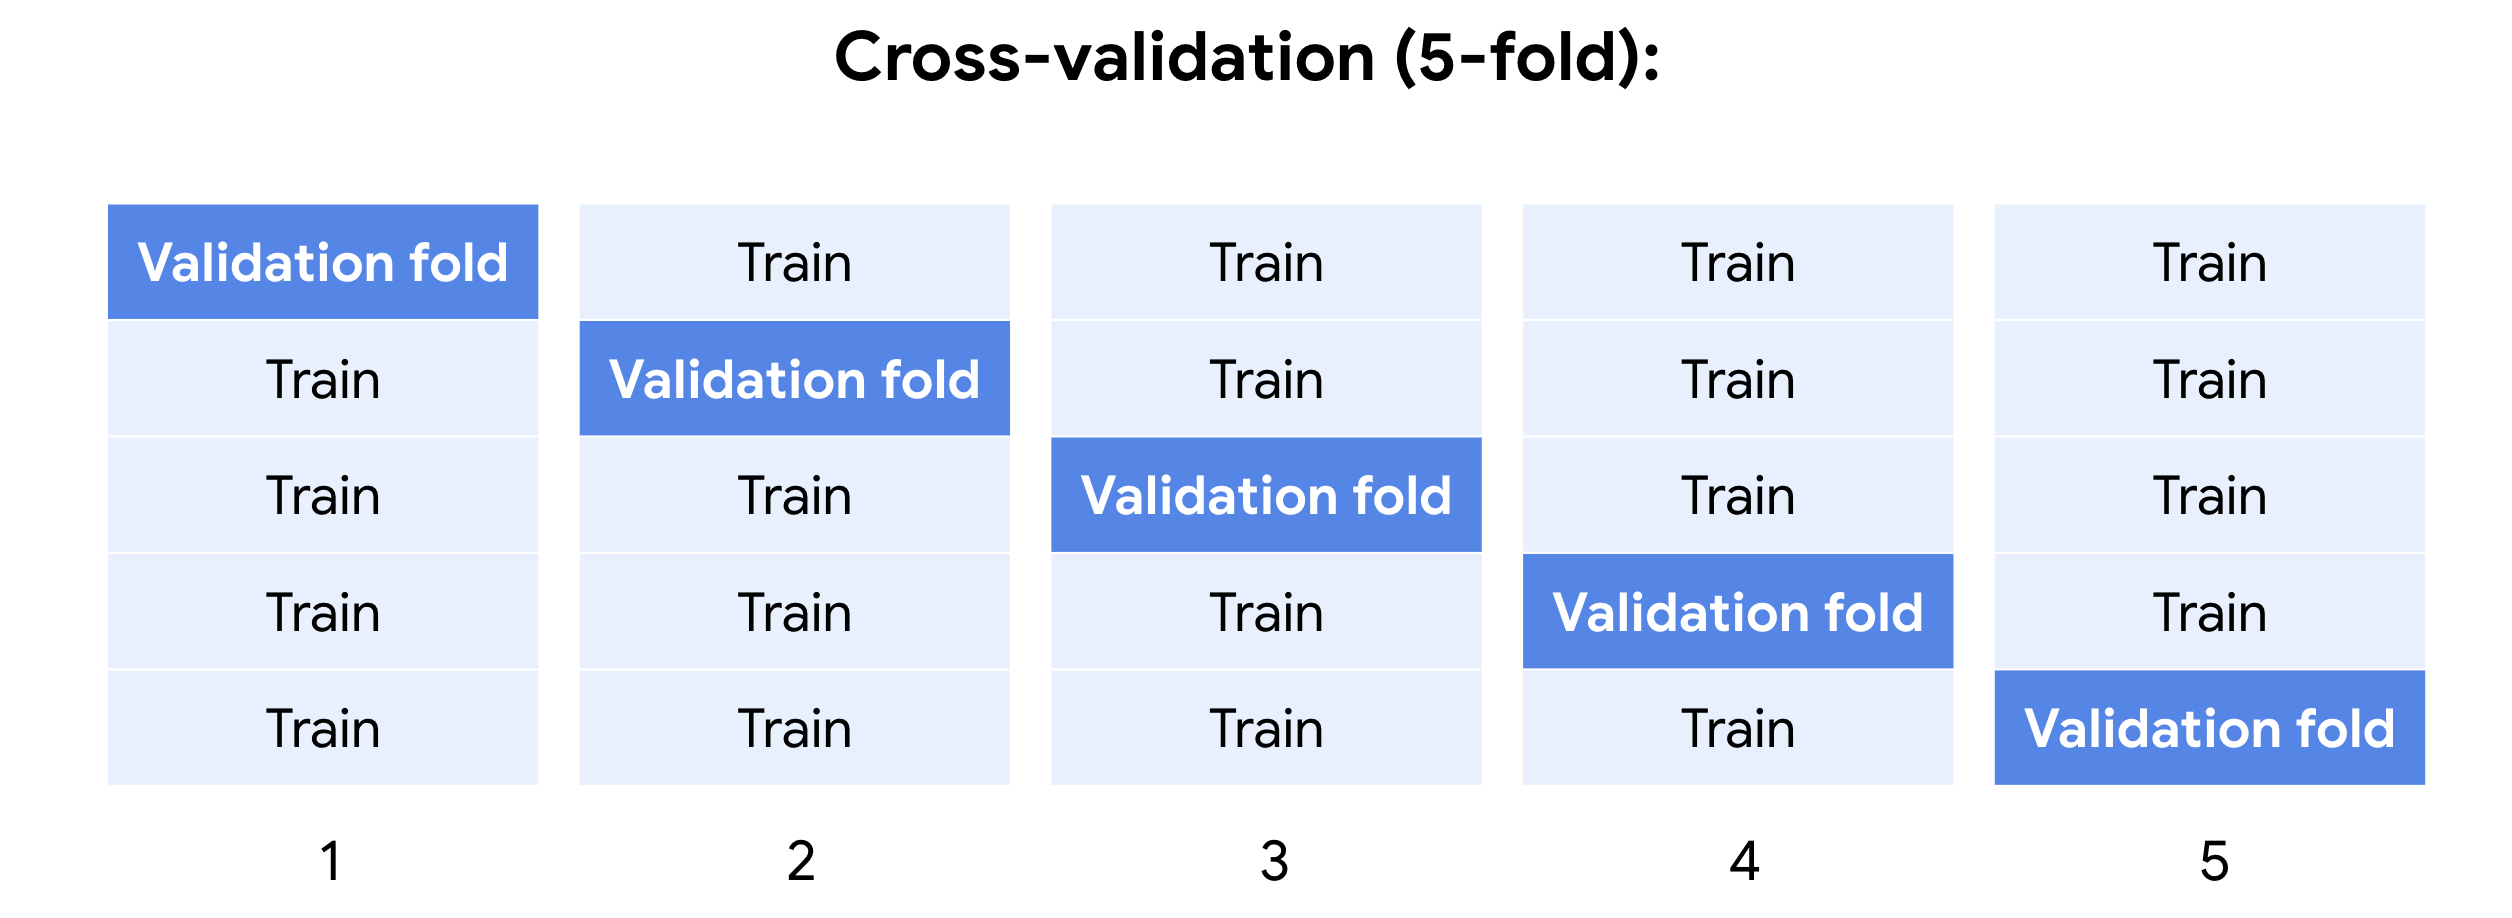 Cross-validation (5-fold):
Validation fold Train Train Train Train
Train Validation fold Train Train Train
Train Train Validation fold Train Train
Train Train Train Validation fold Train
Train Train Train Train Validation fold
1 2 3 4 5